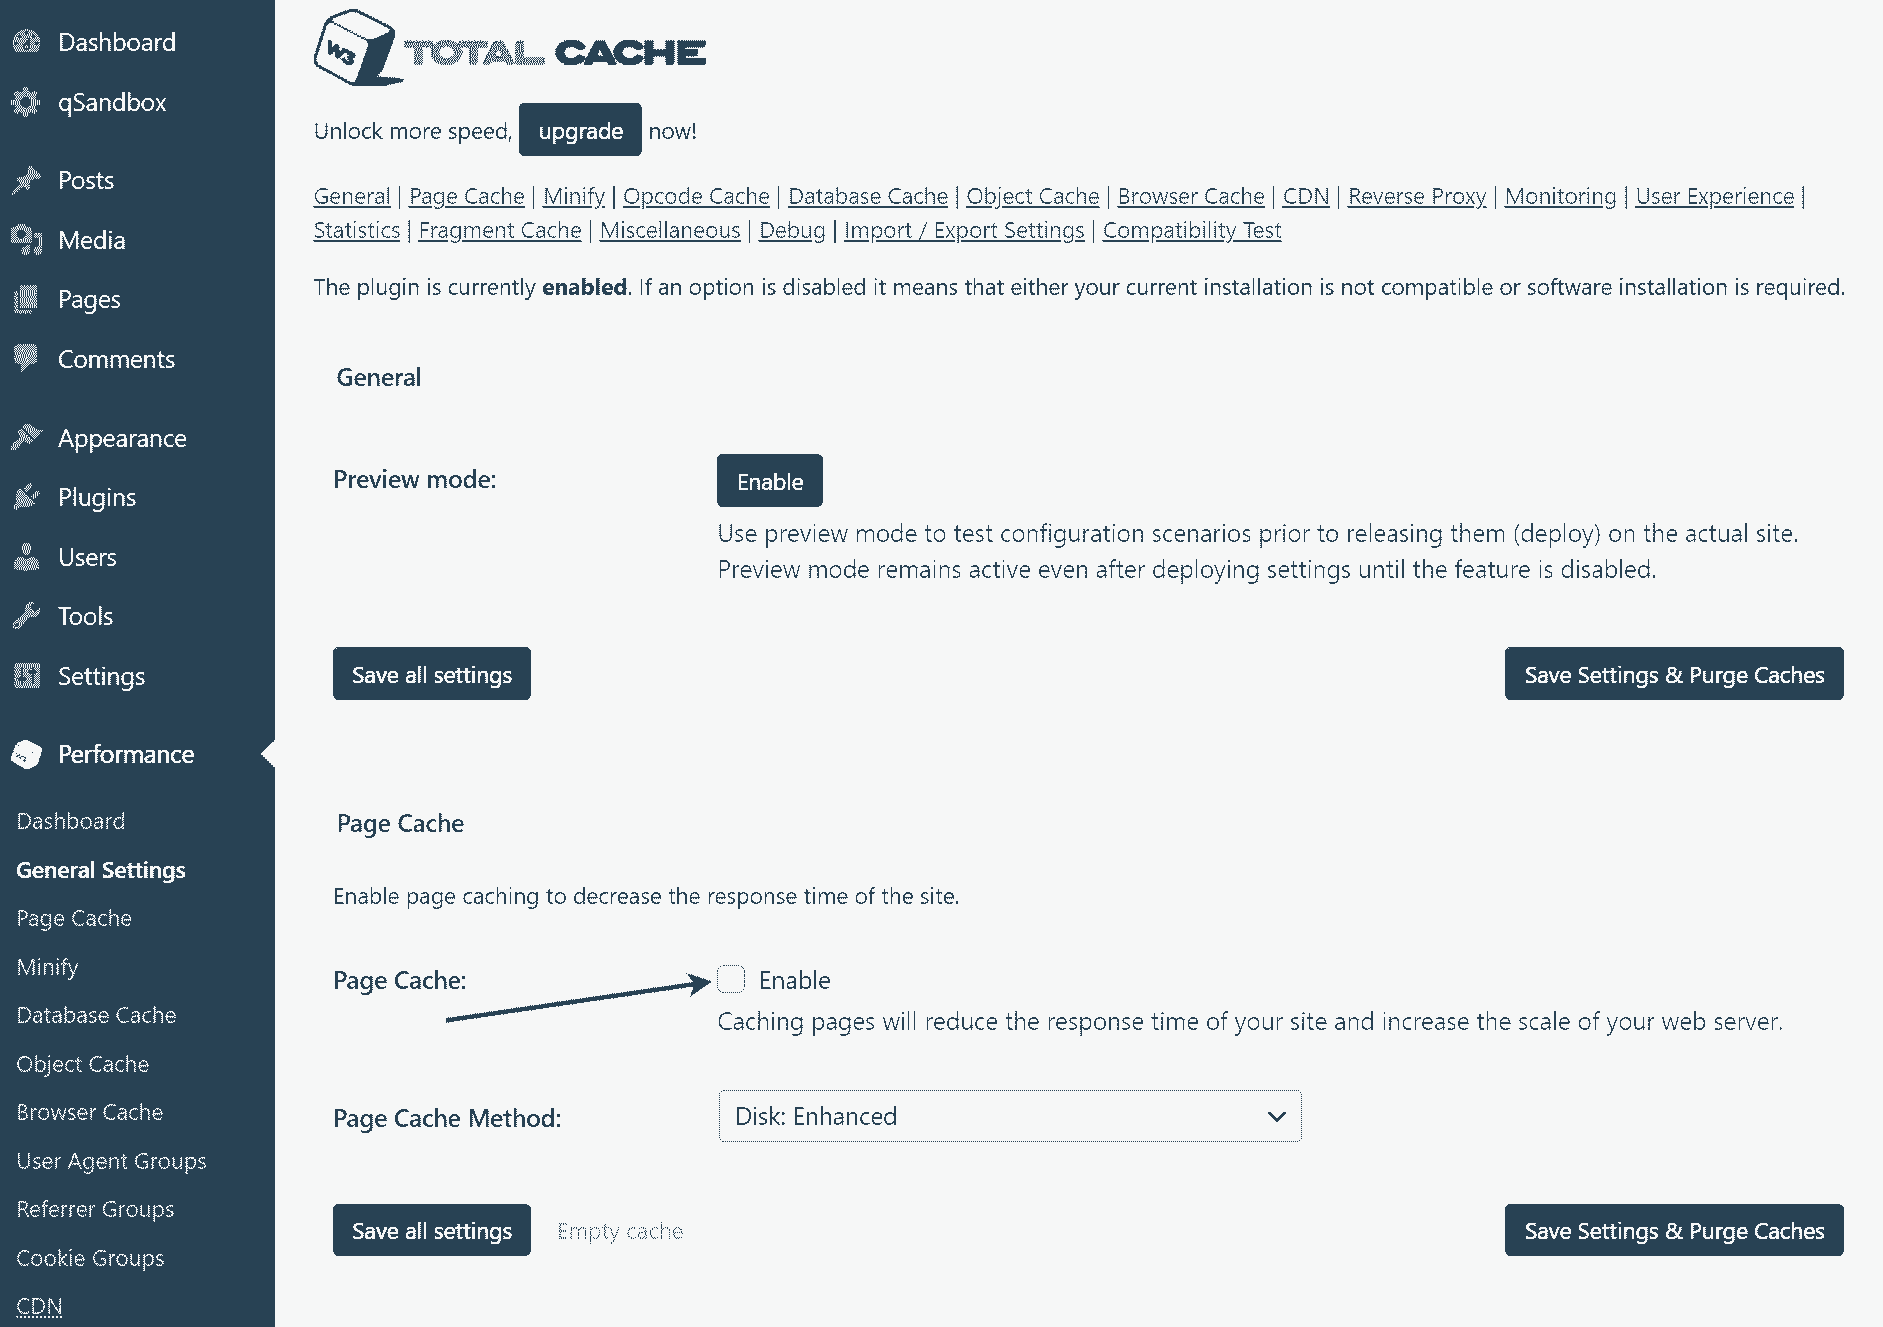 Dashboard
qSandbox
Posts
Media
Pages
Comments
Appearance
Plugins
Users
Tools
Settings
Performance
Dashboard
General Settings
Page Cache
Minify
Database Cache
Object Cache
Browser Cache
User Agent Groups
Referrer Groups
Cookie Groups
CDN
W3 TOTAL CACHE
Unlock more speed, upgrade now!
General | Page Cache | Minify | Opcode Cache | Database Cache | Object Cache | Browser Cache | CDN | Reverse Proxy | Monitoring | User Experience |
Statistics | Fragment Cache | Miscellaneous | Debug | Import / Export Settings | Compatibility Test
The plugin is currently enabled. If an option is disabled it means that either your current installation is not compatible or software installation is required.
General
Preview mode: Enable
Use preview mode to test configuration scenarios prior to releasing them (deploy) on the actual site.
Preview mode remains active even after deploying settings until the feature is disabled.
Save all settings Save Settings & Purge Caches
Page Cache
Enable page caching to decrease the response time of the site.
Page Cache: Enable
Caching pages will reduce the response time of your site and increase the scale of your web server.
Page Cache Method: Disk: Enhanced
Save all settings Empty cache Save Settings & Purge Caches